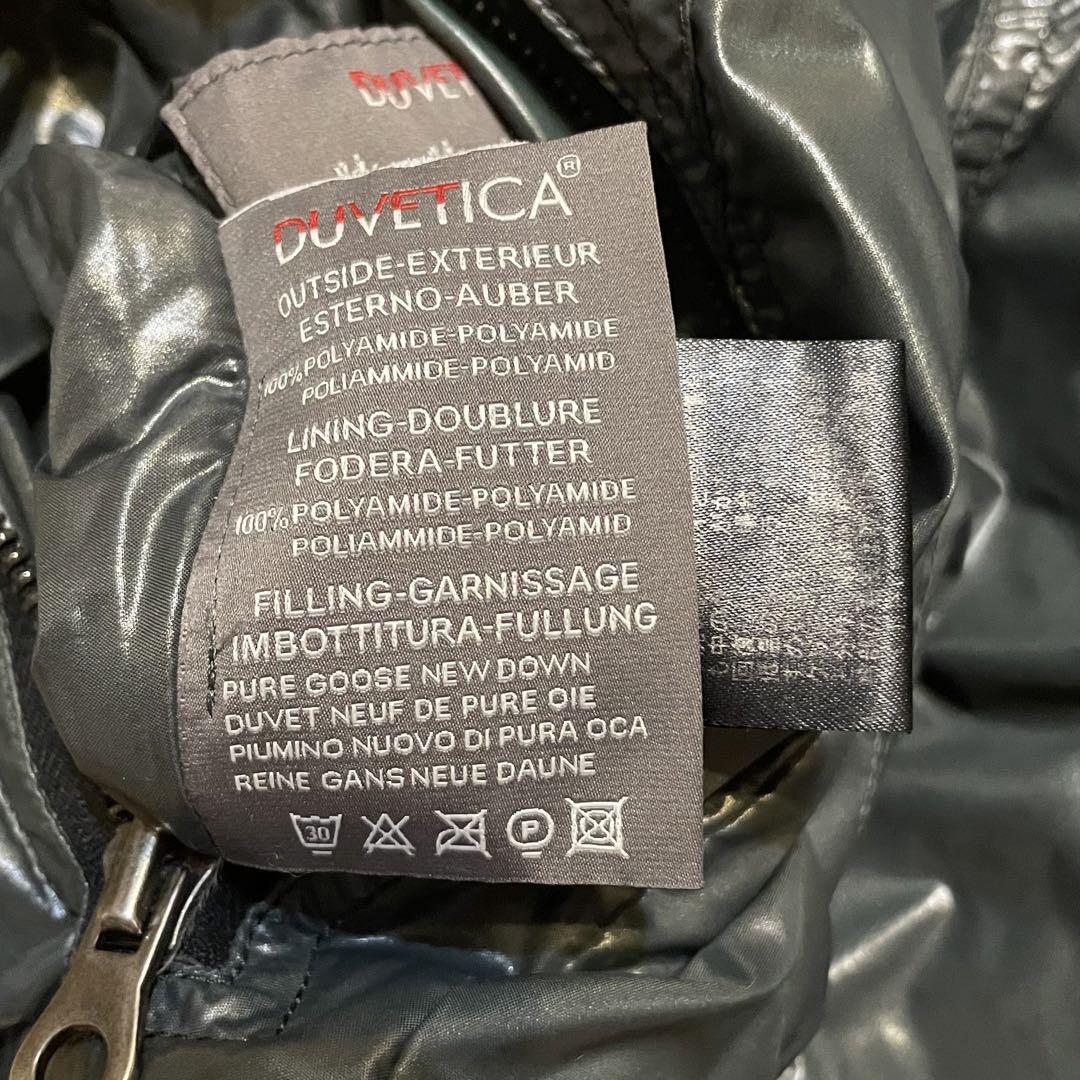 DUVET
DUVETICA®
OUTSIDE-EXTERIEUR
ESTERNO-AUBER
100% POLYAMIDE-POLYAMIDE
POLIAMMIDE-POLYAMID
LINING-DOUBLURE
FODERA-FUTTER
100% POLYAMIDE-POLYAMIDE
POLIAMMIDE-POLYAMID
FILLING-GARNISSAGE
IMBOTTITURA-FULLUNG
PURE GOOSE NEW DOWN
DUVET NEUF DE PURE OIE
PIUMINO NUOVO DI PURA OCA
REINE GANS NEUE DAUNE
30 P